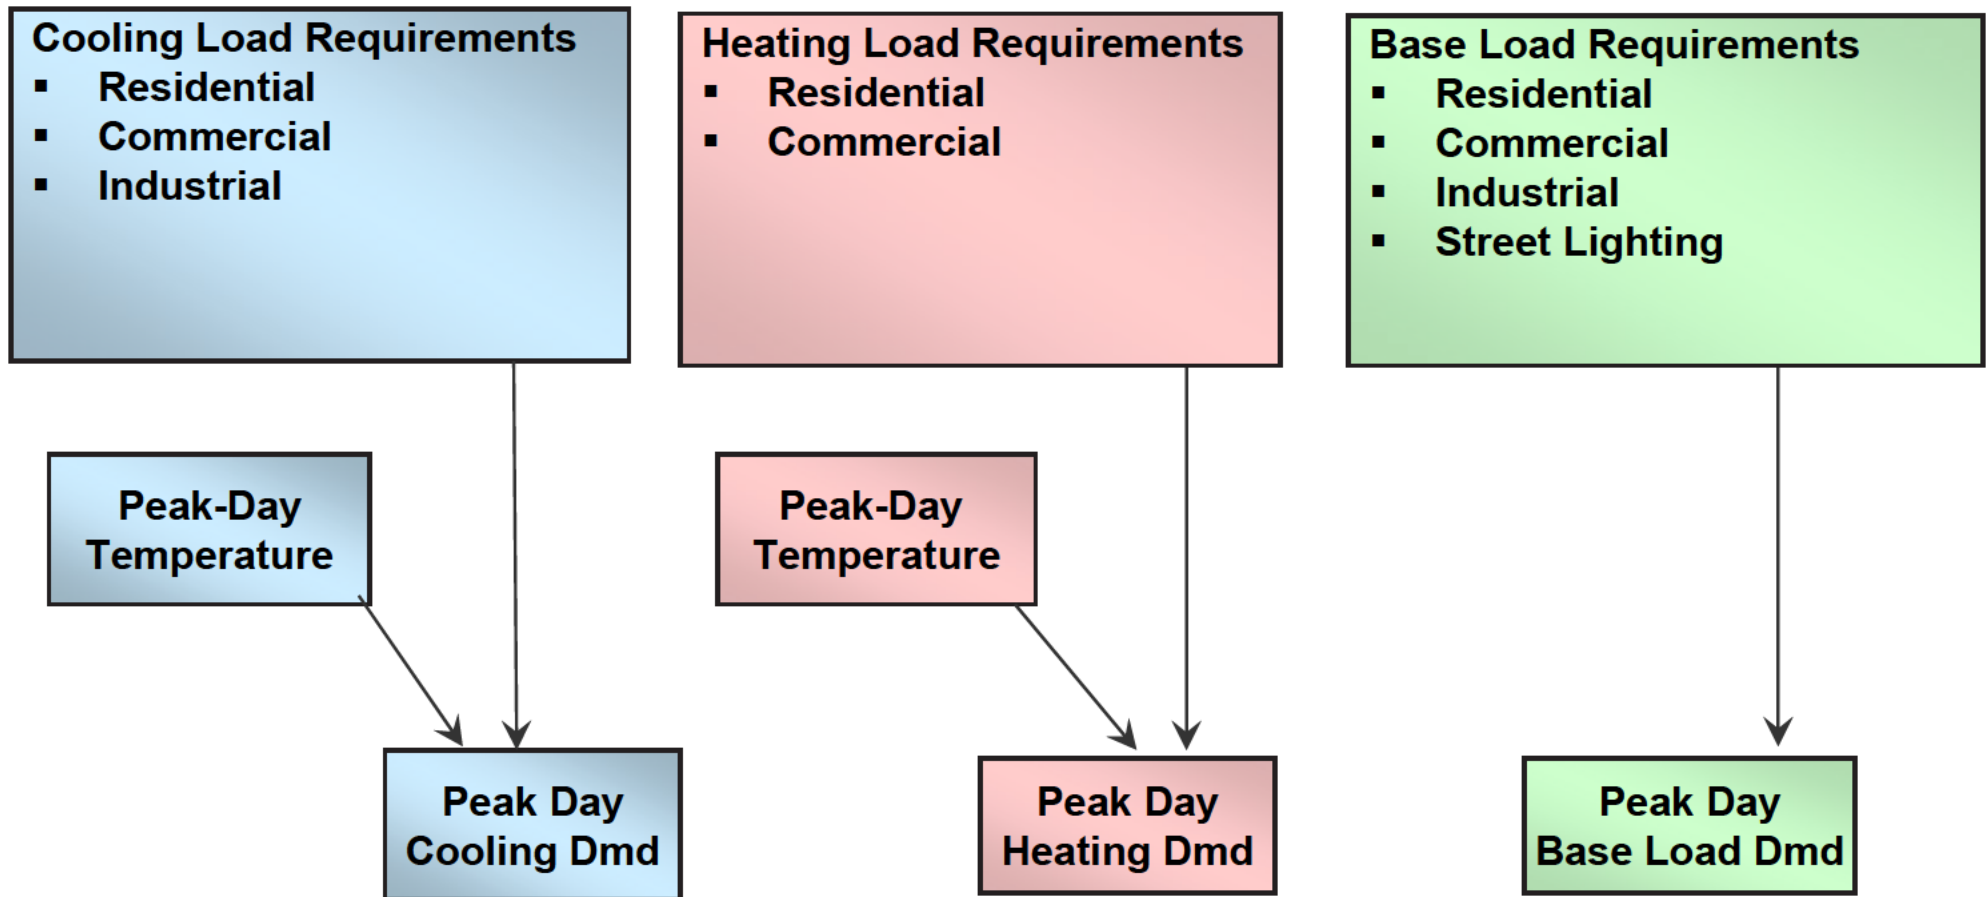 Cooling Load Requirements
▪ Residential
▪ Commercial
▪ Industrial
Heating Load Requirements
▪ Residential
▪ Commercial
Base Load Requirements
▪ Residential
▪ Commercial
▪ Industrial
▪ Street Lighting
Peak-Day
Temperature
Peak-Day
Temperature
Peak Day
Cooling Dmd
Peak Day
Heating Dmd
Peak Day
Base Load Dmd